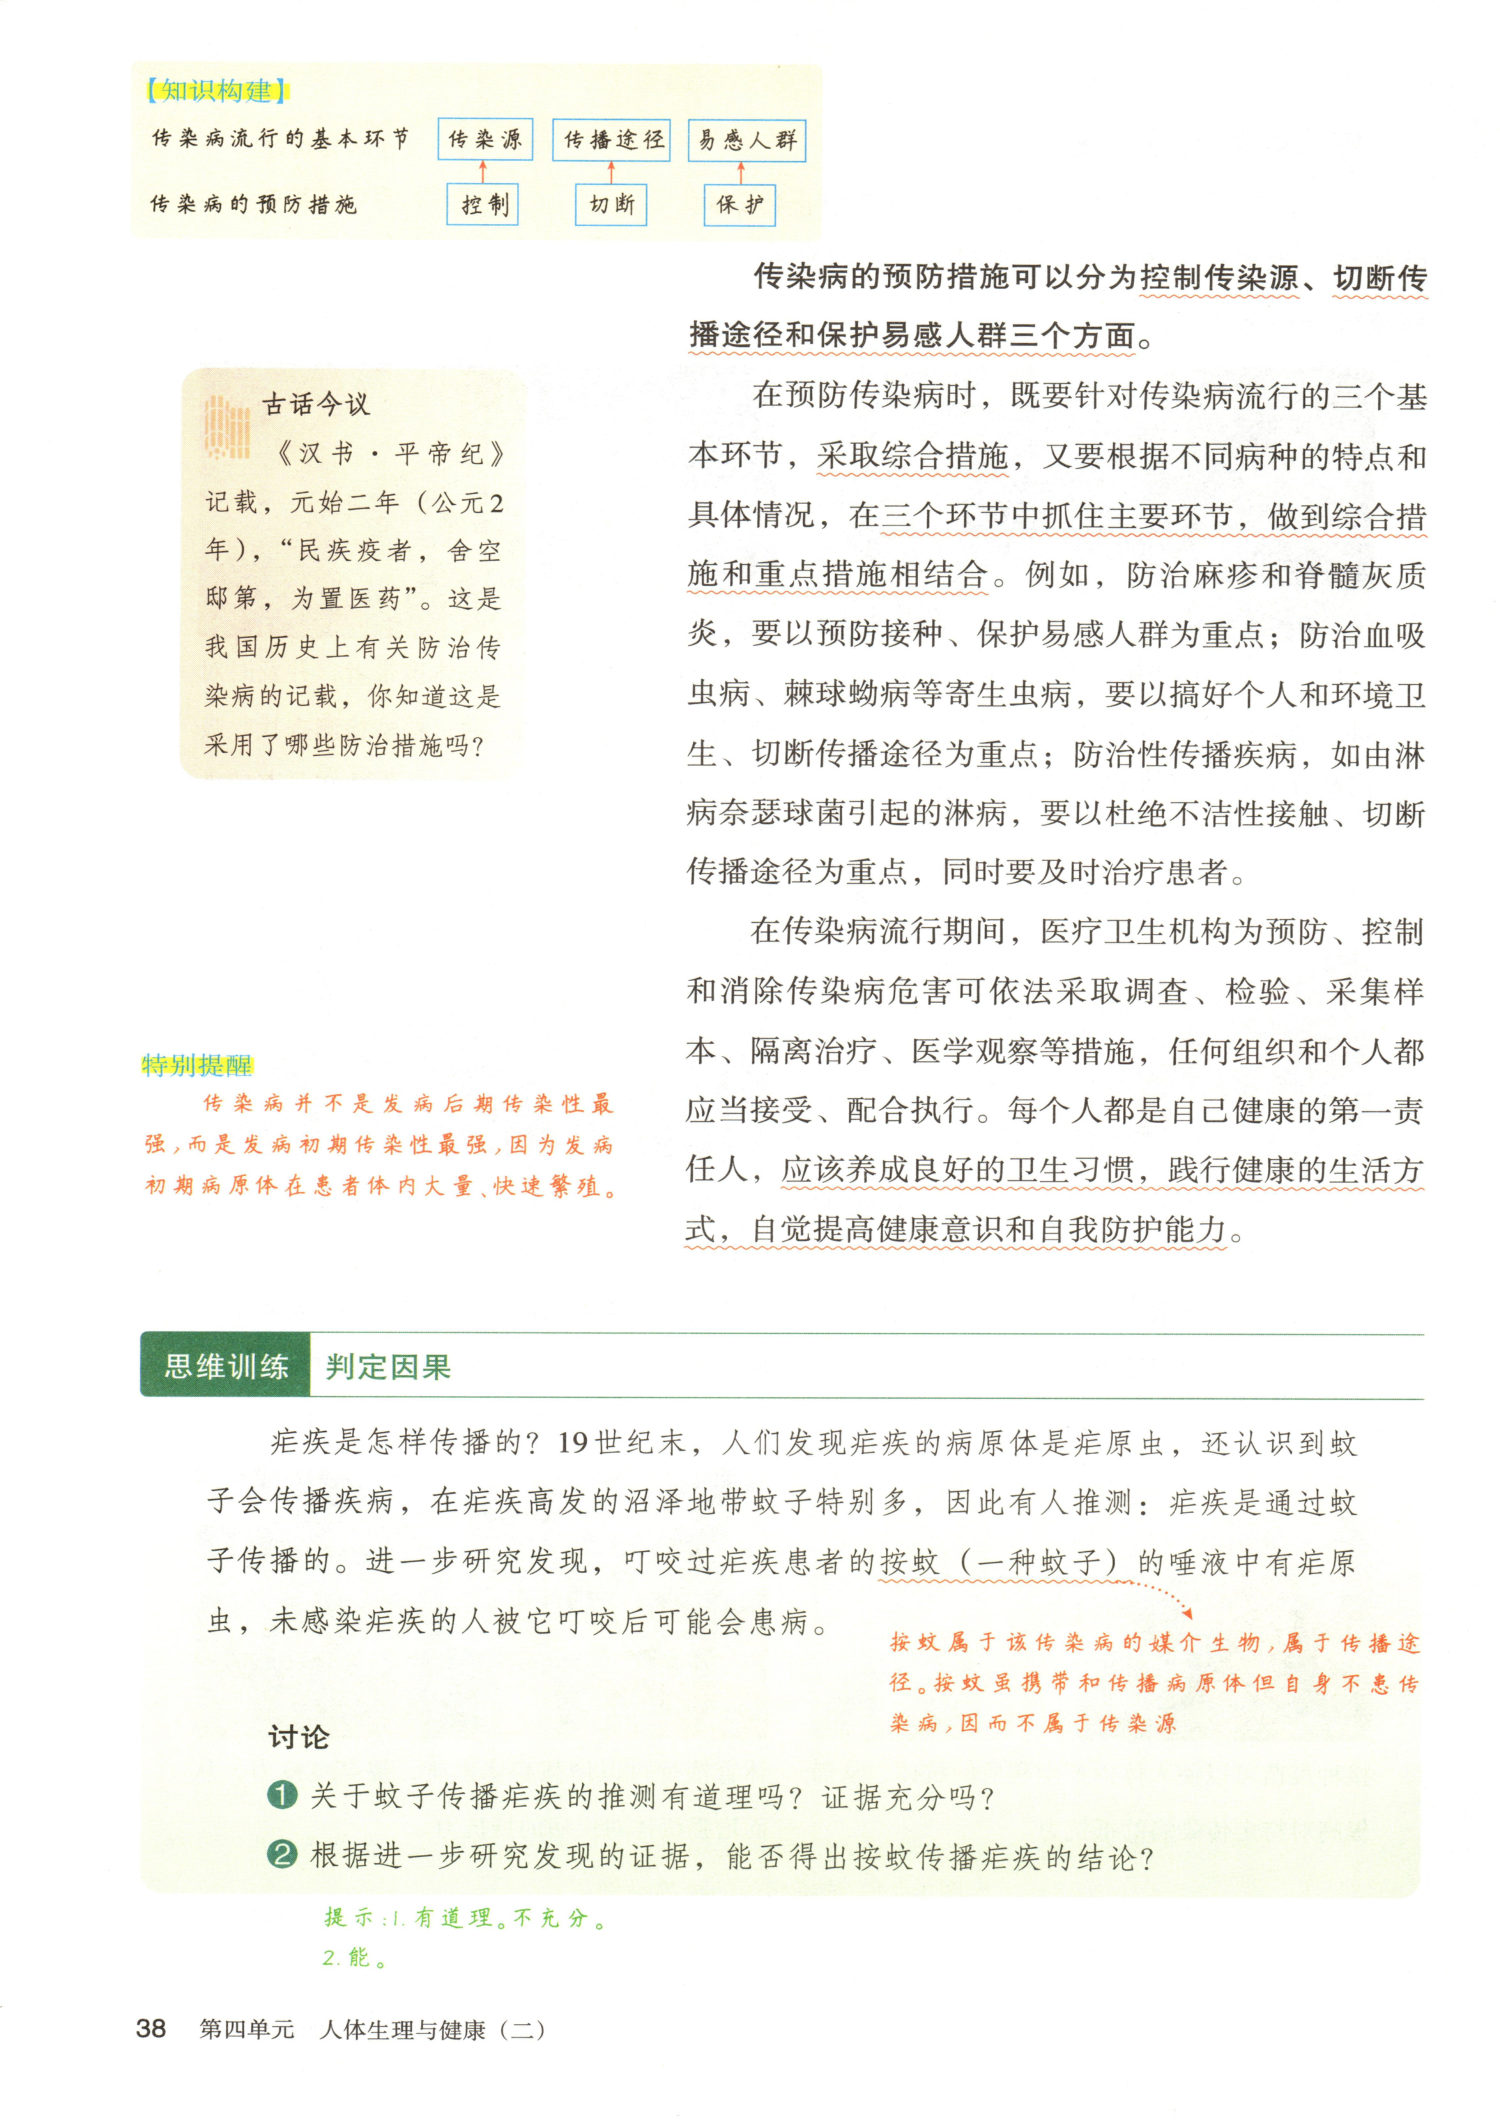 【知识构建】
传染病流行的基本环节 传染源 传播途径 易感人群
传染病的预防措施 控制 切断 保护
传染病的预防措施可以分为控制传染源、切断传
播途径和保护易感人群三个方面。
在预防传染病时，既要针对传染病流行的三个基
本环节，采取综合措施，又要根据不同病种的特点和
具体情况，在三个环节中抓住主要环节，做到综合措
施和重点措施相结合。例如，防治麻疹和脊髓灰质
炎，要以预防接种、保护易感人群为重点；防治血吸
虫病、棘球蚴病等寄生虫病，要以搞好个人和环境卫
生、切断传播途径为重点；防治性传播疾病，如由淋
病奈瑟球菌引起的淋病，要以杜绝不洁性接触、切断
传播途径为重点，同时要及时治疗患者。
在传染病流行期间，医疗卫生机构为预防、控制
和消除传染病危害可依法采取调查、检验、采集样
本、隔离治疗、医学观察等措施，任何组织和个人都
应当接受、配合执行。每个人都是自己健康的第一责
任人，应该养成良好的卫生习惯，践行健康的生活方
式，自觉提高健康意识和自我防护能力。
古话今议
《汉书·平帝纪》
记载，元始二年（公元2
年），“民疾疫者，舍空
邸第，为置医药”。这是
我国历史上有关防治传
染病的记载，你知道这是
采用了哪些防治措施吗？
特别提醒
传染病并不是发病后期传染性最
强，而是发病初期传染性最强，因为发病
初期病原体在患者体内大量、快速繁殖。
思维训练 判定因果
疟疾是怎样传播的？19世纪末，人们发现疟疾的病原体是疟原虫，还认识到蚊
子会传播疾病，在疟疾高发的沼泽地带蚊子特别多，因此有人推测：疟疾是通过蚊
子传播的。进一步研究发现，叮咬过疟疾患者的按蚊（一种蚊子）的唾液中有疟原
虫，未感染疟疾的人被它叮咬后可能会患病。
按蚊属于该传染病的媒介生物，属于传播途
径。按蚊虽携带和传播病原体但自身不患传
染病，因而不属于传染源
讨论
1 关于蚊子传播疟疾的推测有道理吗？证据充分吗？
2 根据进一步研究发现的证据，能否得出按蚊传播疟疾的结论？
提示：1.有道理。不充分。
2.能。
38 第四单元 人体生理与健康（二）